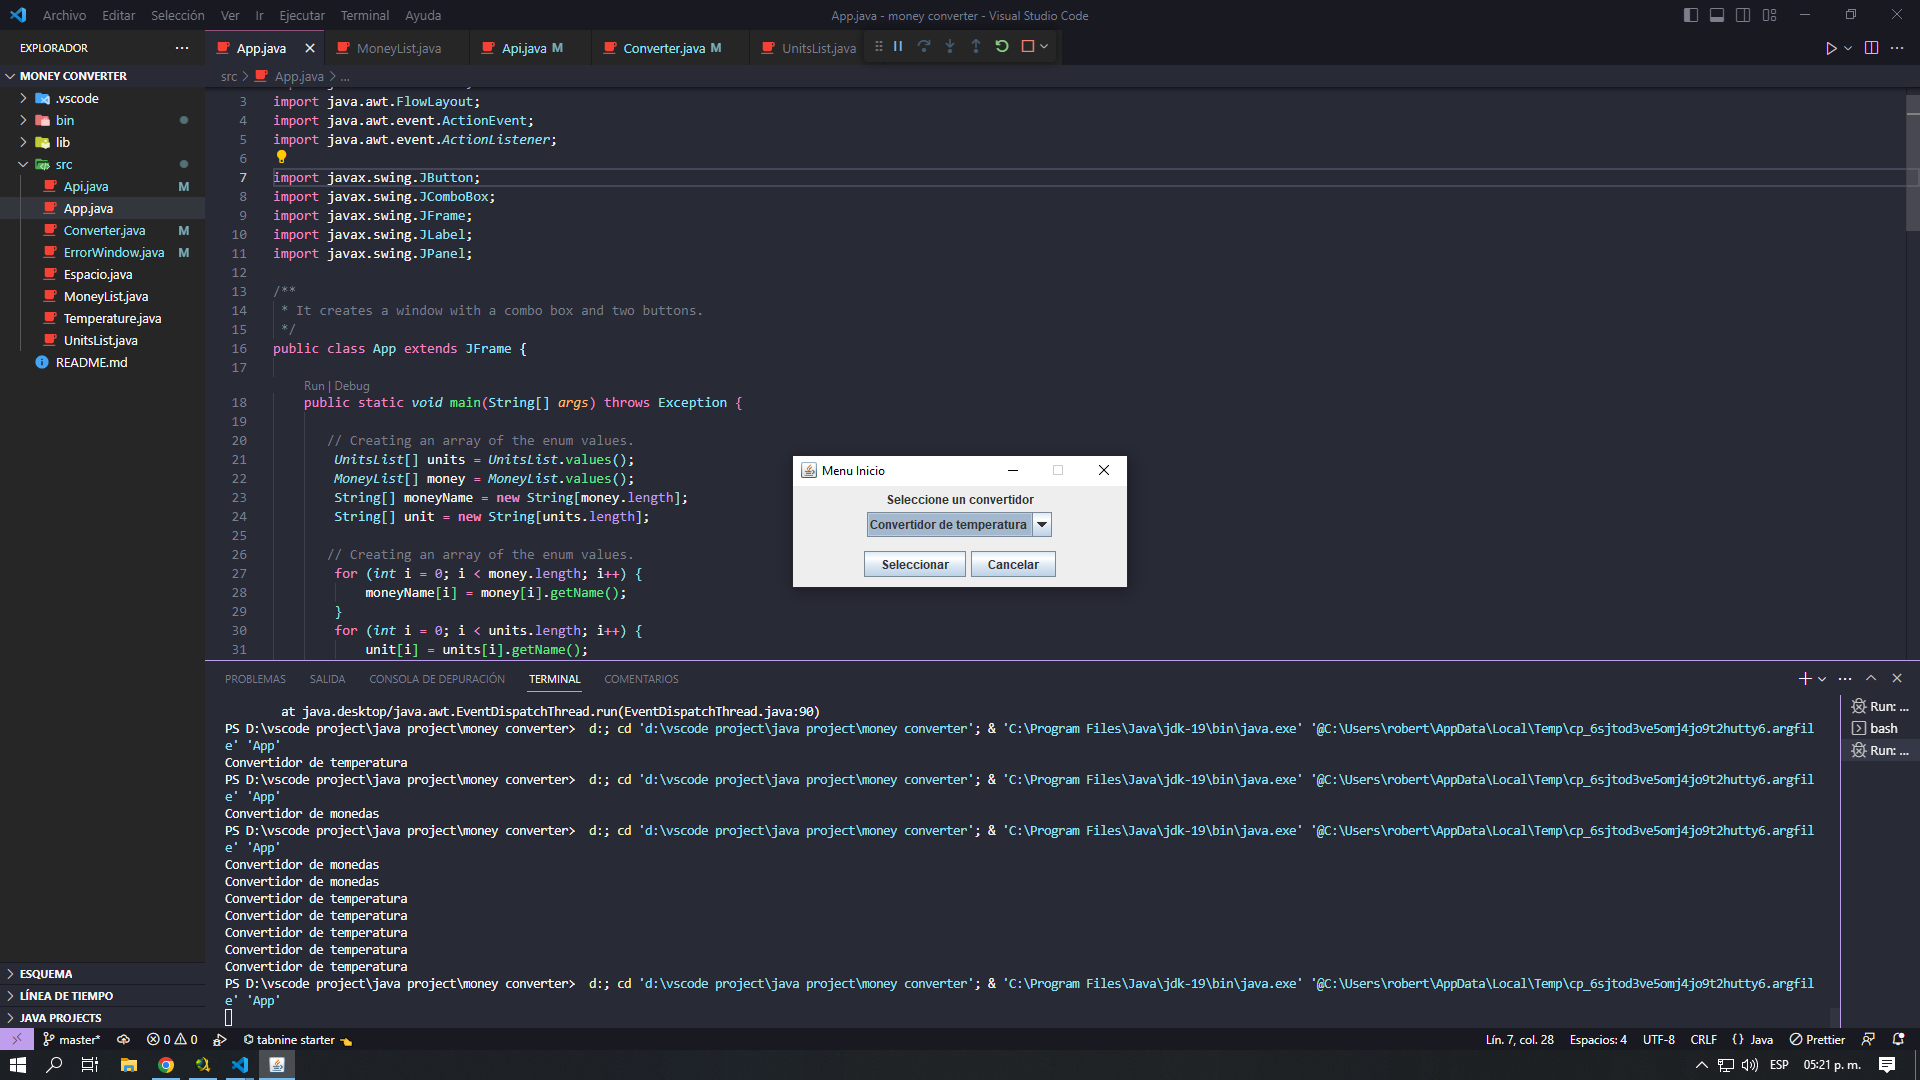 Archivo Editar Selección Ver Ir Ejecutar Terminal Ayuda
App.java - money converter - Visual Studio Code
EXPLORADOR
MONEY CONVERTER
.vscode
bin
lib
src
Api.java M
App.java
Converter.java M
ErrorWindow.java M
Espacio.java
MoneyList.java
Temperature.java
UnitsList.java
README.md
ESQUEMA
LÍNEA DE TIEMPO
JAVA PROJECTS
App.java MoneyList.java Api.java M Converter.java M UnitsList.java
src > App.java > ...
3 import java.awt.FlowLayout;
4 import java.awt.event.ActionEvent;
5 import java.awt.event.ActionListener;
6
7 import javax.swing.JButton;
8 import javax.swing.JComboBox;
9 import javax.swing.JFrame;
10 import javax.swing.JLabel;
11 import javax.swing.JPanel;
12
13 /**
14 * It creates a window with a combo box and two buttons.
15 */
16 public class App extends JFrame {
17
Run | Debug
18 public static void main(String[] args) throws Exception {
19
20 // Creating an array of the enum values.
21 UnitsList[] units = UnitsList.values();
22 MoneyList[] money = MoneyList.values();
23 String[] moneyName = new String[money.length];
24 String[] unit = new String[units.length];
25
26 // Creating an array of the enum values.
27 for (int i = 0; i < money.length; i++) {
28 moneyName[i] = money[i].getName();
29 }
30 for (int i = 0; i < units.length; i++) {
31 unit[i] = units[i].getName();
Menu Inicio
Seleccione un convertidor
Convertidor de temperatura
Seleccionar Cancelar
PROBLEMAS SALIDA CONSOLA DE DEPURACIÓN TERMINAL COMENTARIOS
at java.desktop/java.awt.EventDispatchThread.run(EventDispatchThread.java:90)
PS D:\vscode project\java project\money converter> d:; cd 'd:\vscode project\java project\money converter'; & 'C:\Program Files\Java\jdk-19\bin\java.exe' '@C:\Users\robert\AppData\Local\Temp\cp_6sjtod3ve5omj4jo9t2hutty6.argfil
e' 'App'
Convertidor de temperatura
PS D:\vscode project\java project\money converter> d:; cd 'd:\vscode project\java project\money converter'; & 'C:\Program Files\Java\jdk-19\bin\java.exe' '@C:\Users\robert\AppData\Local\Temp\cp_6sjtod3ve5omj4jo9t2hutty6.argfil
e' 'App'
Convertidor de monedas
PS D:\vscode project\java project\money converter> d:; cd 'd:\vscode project\java project\money converter'; & 'C:\Program Files\Java\jdk-19\bin\java.exe' '@C:\Users\robert\AppData\Local\Temp\cp_6sjtod3ve5omj4jo9t2hutty6.argfil
e' 'App'
Convertidor de monedas
Convertidor de monedas
Convertidor de temperatura
Convertidor de temperatura
Convertidor de temperatura
Convertidor de temperatura
Convertidor de temperatura
PS D:\vscode project\java project\money converter> d:; cd 'd:\vscode project\java project\money converter'; & 'C:\Program Files\Java\jdk-19\bin\java.exe' '@C:\Users\robert\AppData\Local\Temp\cp_6sjtod3ve5omj4jo9t2hutty6.argfil
e' 'App'
Run: ...
bash
Run: ...
master* 0 0 tabnine starter
Lín. 7, col. 28 Espacios: 4 UTF-8 CRLF {} Java Prettier
ESP 05:21 p. m.